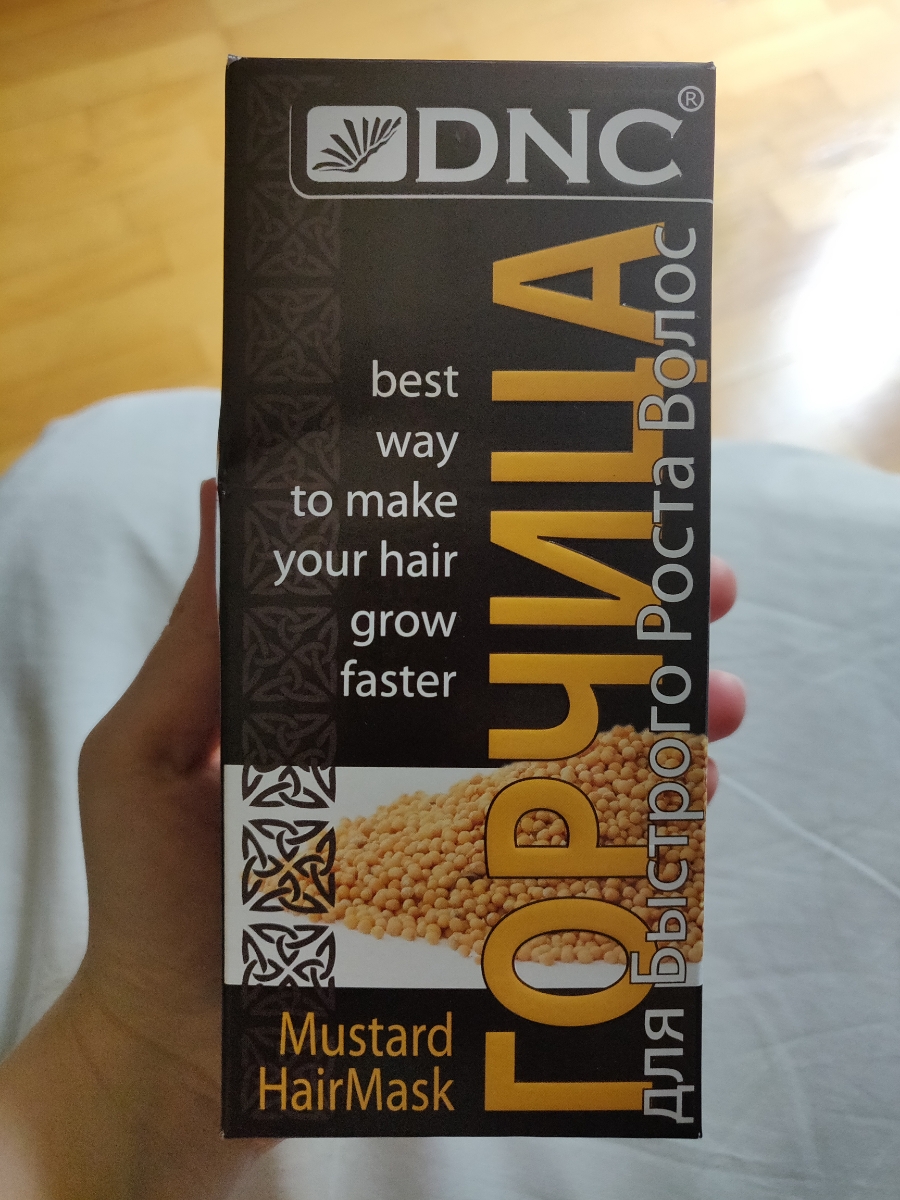 DNC®
best
way
to make
your hair
grow
faster
ГОРЧИЦА
для Быстрого Роста Волос
Mustard
HairMask